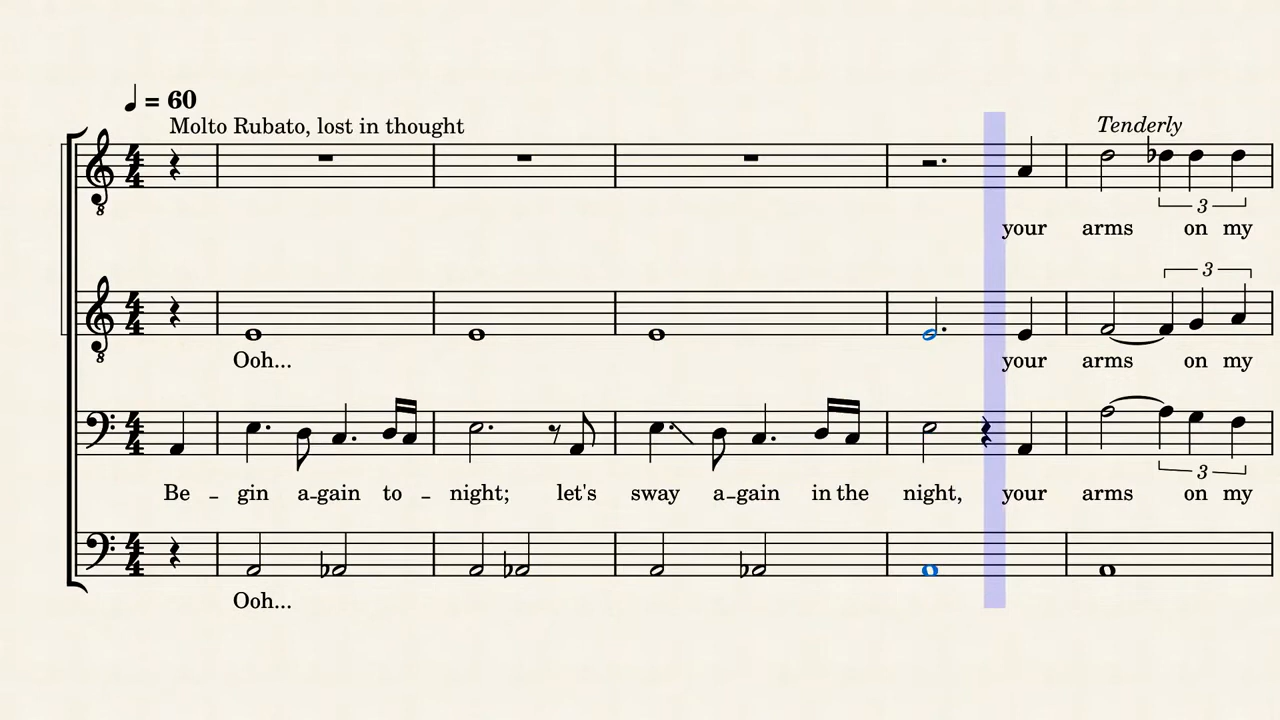 ♩ = 60
Molto Rubato, lost in thought
Tenderly
3
your arms on my
3
Ooh... your arms on my
Be - gin a-gain to - night; let's sway a-gain in the night, your arms on my
3
Ooh...